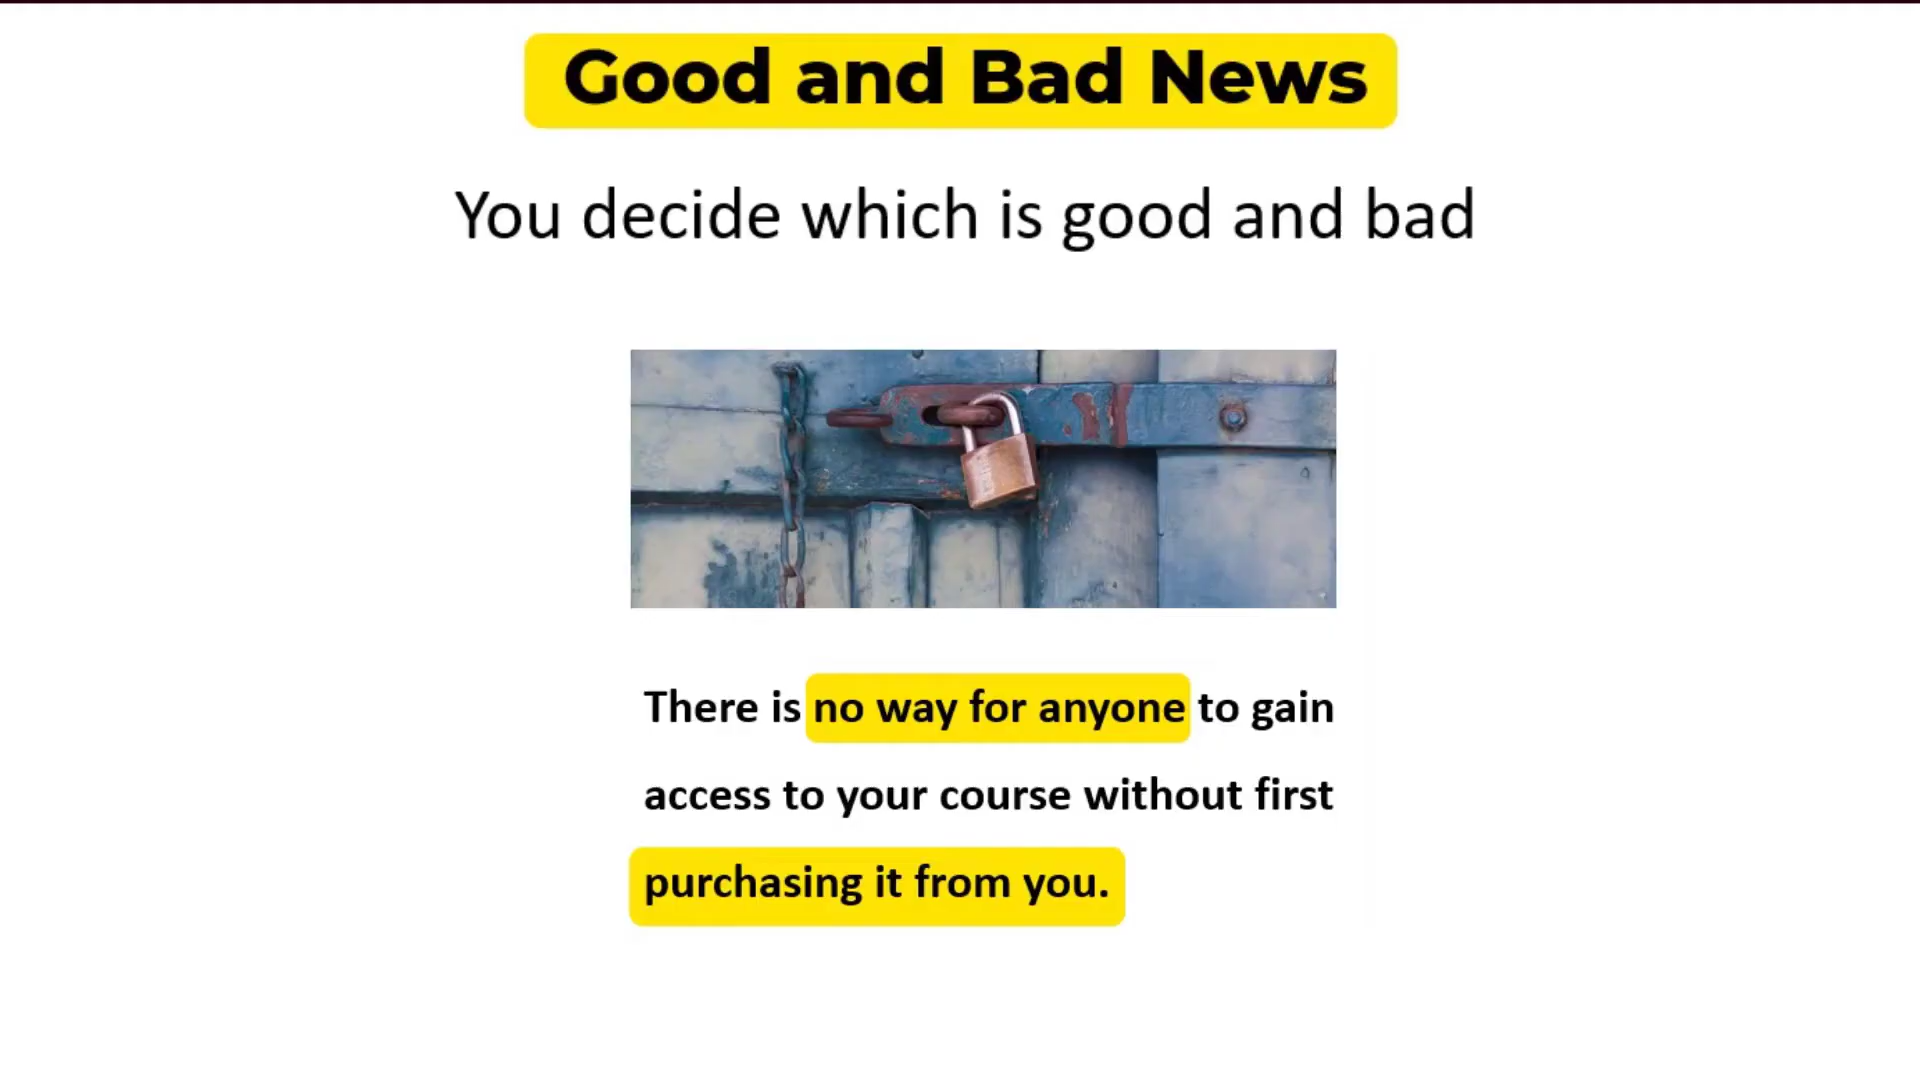 Good and Bad News
You decide which is good and bad
There is no way for anyone to gain
access to your course without first
purchasing it from you.